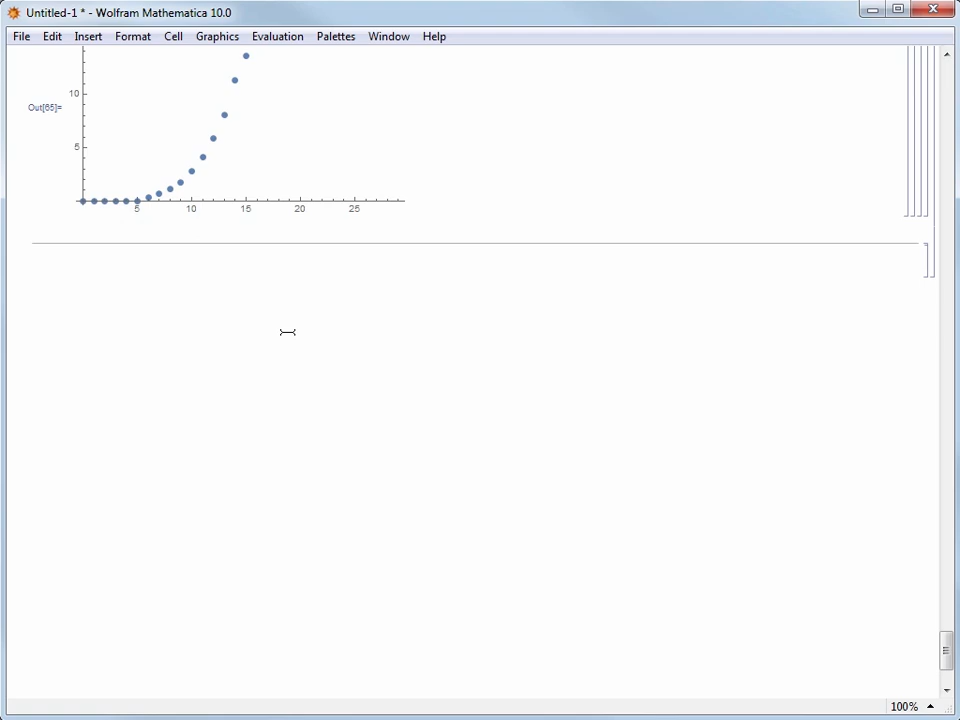 Untitled-1 * - Wolfram Mathematica 10.0
File Edit Insert Format Cell Graphics Evaluation Palettes Window Help
10
Out[65]=
5
5 10 15 20 25
100%